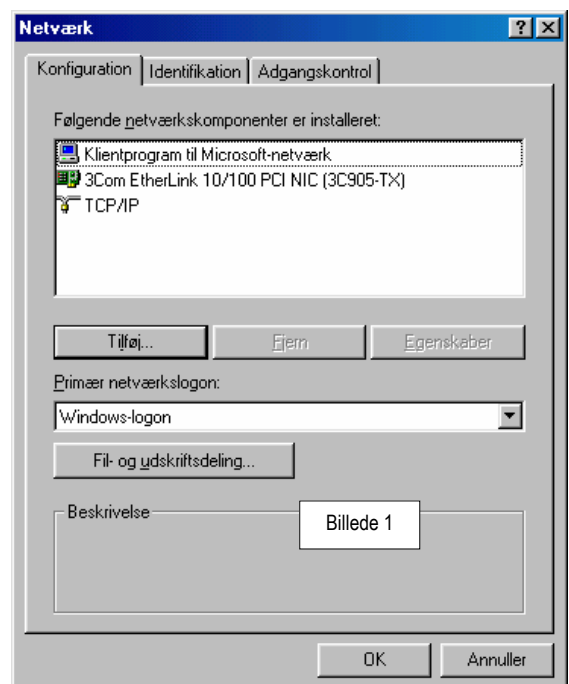 Netværk
Konfiguration Identifikation Adgangskontrol
Følgende netværkskomponenter er installeret:
Klientprogram til Microsoft-netværk
3Com EtherLink 10/100 PCI NIC (3C905-TX)
TCP/IP
Tilføj... Fjern Egenskaber
Primær netværkslogon:
Windows-logon
Fil- og udskriftsdeling...
Beskrivelse
Billede 1
OK Annuller